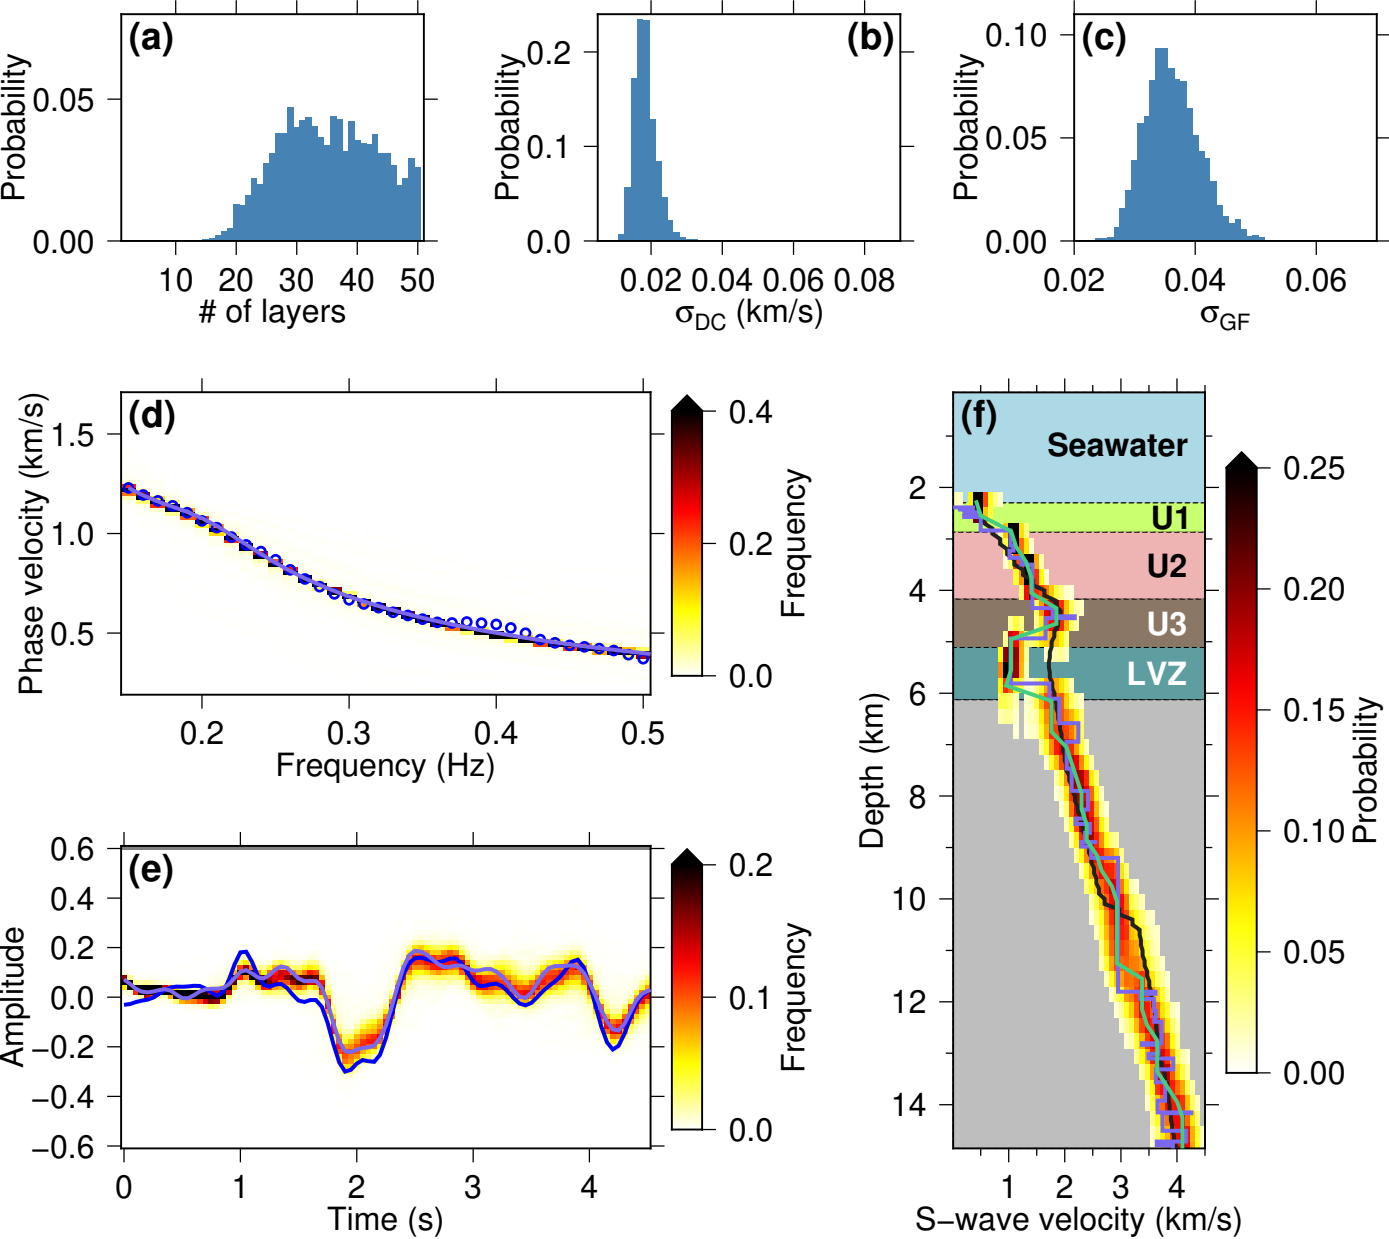 (a)
Probability
0.05
0.00
10 20 30 40 50
# of layers
(b)
Probability
0.2
0.1
0.0
0.02 0.04 0.06 0.08
σDC (km/s)
(c)
Probability
0.10
0.05
0.00
0.02 0.04 0.06
σGF
(d)
Phase velocity (km/s)
1.5
1.0
0.5
0.2 0.3 0.4 0.5
Frequency (Hz)
0.4
0.2
0.0
Frequency
(e)
Amplitude
0.6
0.4
0.2
0.0
−0.2
−0.4
−0.6
0 1 2 3 4
Time (s)
0.2
0.1
0.0
Frequency
(f)
Seawater
U1
U2
U3
LVZ
Depth (km)
2
4
6
8
10
12
14
1 2 3 4
S−wave velocity (km/s)
0.25
0.20
0.15
0.10
0.05
0.00
Probability